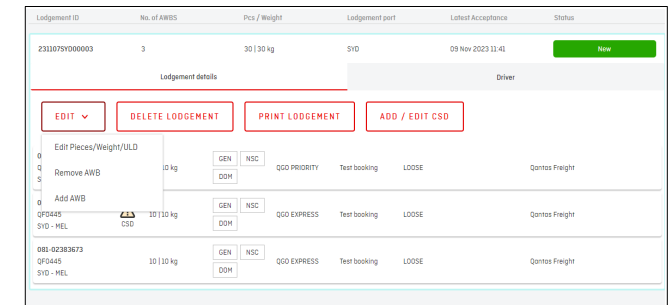 Lodgement ID No. of AWBS Pcs / Weight Lodgement port Latest Acceptance Status
231107SYD00003 3 30 | 30 kg SYD 09 Nov 2023 11:41 New
Lodgement details Driver
EDIT DELETE LODGEMENT PRINT LODGEMENT ADD / EDIT CSD
Edit Pieces/Weight/ULD
Remove AWB
Add AWB
0
Q
S
kg GEN NSC DOM QGO PRIORITY Test booking LOOSE Qantas Freight
0
QF0445
SYD - MEL
CSD 10 | 10 kg GEN NSC DOM QGO EXPRESS Test booking LOOSE Qantas Freight
081-02383673
QF0445
SYD - MEL
10 | 10 kg GEN NSC DOM QGO EXPRESS Test booking LOOSE Qantas Freight